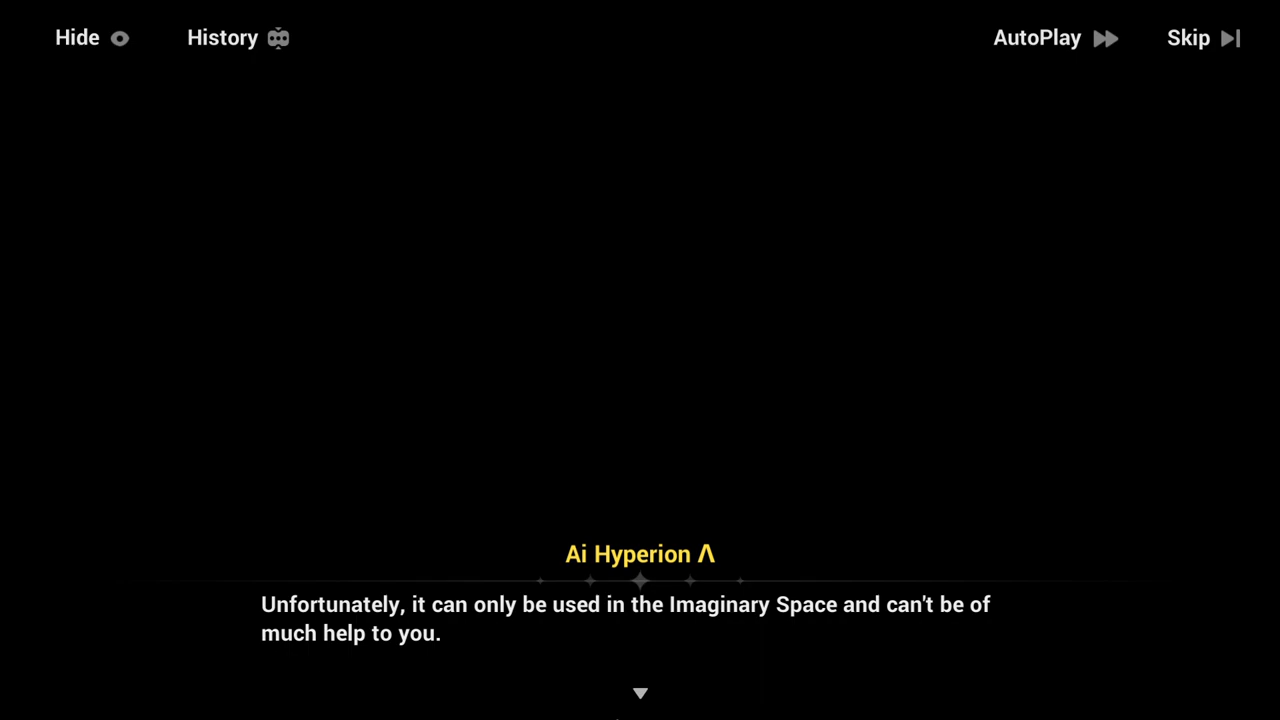 Hide
History
AutoPlay
Skip
Ai Hyperion Λ
Unfortunately, it can only be used in the Imaginary Space and can't be of
much help to you.